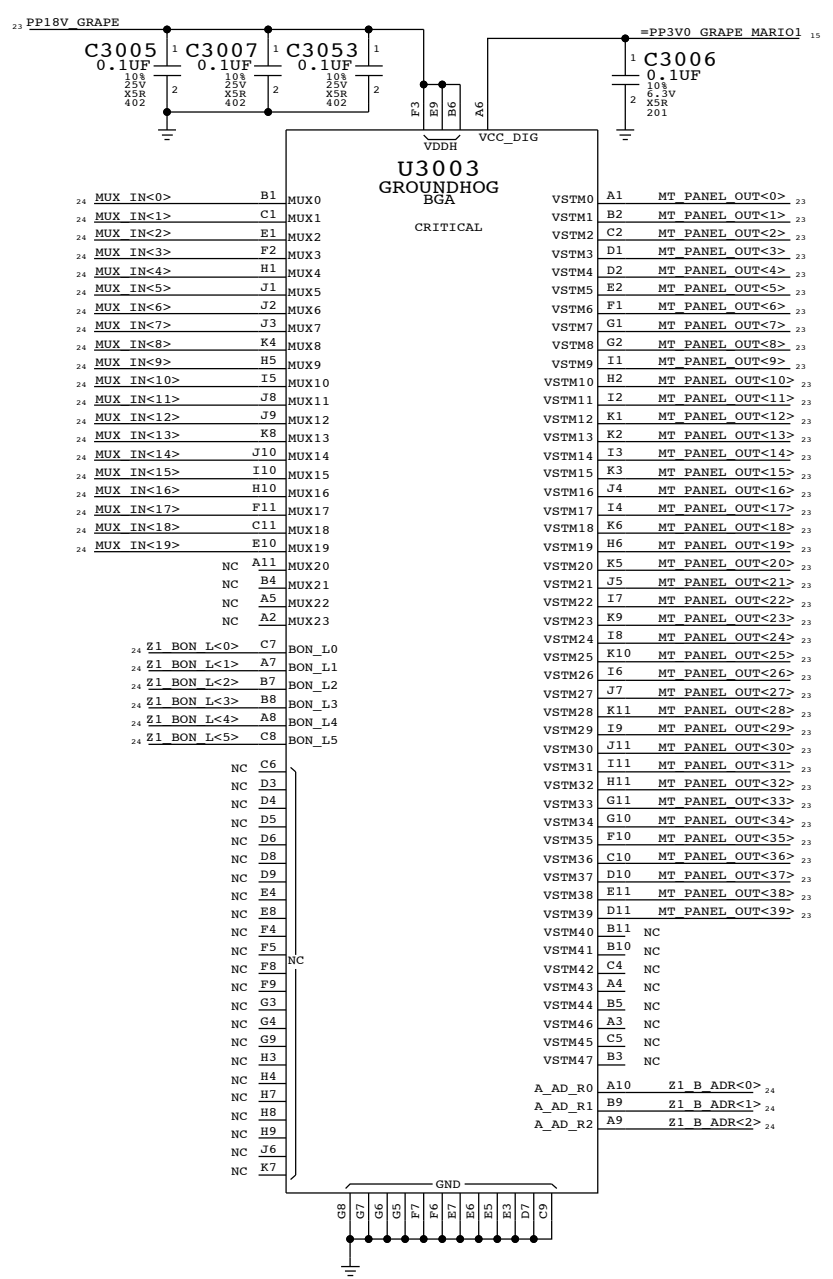 23 PP18V_GRAPE
=PP3V0_GRAPE_MARIO1 15
C3005 1 C3007 1 C3053 1
0.1UF 0.1UF 0.1UF
10% 10% 10%
25V 25V 25V
X5R 2 X5R 2 X5R 2
402 402 402
1 C3006
0.1UF
10%
2 6.3V
X5R
201
F3 E9 B6 A6
VDDH VCC_DIG
U3003
GROUNDHOG
BGA
CRITICAL
24 MUX_IN<0> B1 MUX0 VSTM0 A1 MT_PANEL_OUT<0> 23
24 MUX_IN<1> C1 MUX1 VSTM1 B2 MT_PANEL_OUT<1> 23
24 MUX_IN<2> E1 MUX2 VSTM2 C2 MT_PANEL_OUT<2> 23
24 MUX_IN<3> F2 MUX3 VSTM3 D1 MT_PANEL_OUT<3> 23
24 MUX_IN<4> H1 MUX4 VSTM4 D2 MT_PANEL_OUT<4> 23
24 MUX_IN<5> J1 MUX5 VSTM5 E2 MT_PANEL_OUT<5> 23
24 MUX_IN<6> J2 MUX6 VSTM6 F1 MT_PANEL_OUT<6> 23
24 MUX_IN<7> J3 MUX7 VSTM7 G1 MT_PANEL_OUT<7> 23
24 MUX_IN<8> K4 MUX8 VSTM8 G2 MT_PANEL_OUT<8> 23
24 MUX_IN<9> H5 MUX9 VSTM9 I1 MT_PANEL_OUT<9> 23
24 MUX_IN<10> I5 MUX10 VSTM10 H2 MT_PANEL_OUT<10> 23
24 MUX_IN<11> J8 MUX11 VSTM11 I2 MT_PANEL_OUT<11> 23
24 MUX_IN<12> J9 MUX12 VSTM12 K1 MT_PANEL_OUT<12> 23
24 MUX_IN<13> K8 MUX13 VSTM13 K2 MT_PANEL_OUT<13> 23
24 MUX_IN<14> J10 MUX14 VSTM14 I3 MT_PANEL_OUT<14> 23
24 MUX_IN<15> I10 MUX15 VSTM15 K3 MT_PANEL_OUT<15> 23
24 MUX_IN<16> H10 MUX16 VSTM16 J4 MT_PANEL_OUT<16> 23
24 MUX_IN<17> F11 MUX17 VSTM17 I4 MT_PANEL_OUT<17> 23
24 MUX_IN<18> C11 MUX18 VSTM18 K6 MT_PANEL_OUT<18> 23
24 MUX_IN<19> E10 MUX19 VSTM19 H6 MT_PANEL_OUT<19> 23
NC A11 MUX20 VSTM20 K5 MT_PANEL_OUT<20> 23
NC B4 MUX21 VSTM21 J5 MT_PANEL_OUT<21> 23
NC A5 MUX22 VSTM22 I7 MT_PANEL_OUT<22> 23
NC A2 MUX23 VSTM23 K9 MT_PANEL_OUT<23> 23
VSTM24 I8 MT_PANEL_OUT<24> 23
24 Z1_BON_L<0> C7 BON_L0 VSTM25 K10 MT_PANEL_OUT<25> 23
24 Z1_BON_L<1> A7 BON_L1 VSTM26 I6 MT_PANEL_OUT<26> 23
24 Z1_BON_L<2> B7 BON_L2 VSTM27 J7 MT_PANEL_OUT<27> 23
24 Z1_BON_L<3> B8 BON_L3 VSTM28 K11 MT_PANEL_OUT<28> 23
24 Z1_BON_L<4> A8 BON_L4 VSTM29 I9 MT_PANEL_OUT<29> 23
24 Z1_BON_L<5> C8 BON_L5 VSTM30 J11 MT_PANEL_OUT<30> 23
NC C6 VSTM31 I11 MT_PANEL_OUT<31> 23
NC D3 VSTM32 H11 MT_PANEL_OUT<32> 23
NC D4 VSTM33 G11 MT_PANEL_OUT<33> 23
NC D5 VSTM34 G10 MT_PANEL_OUT<34> 23
NC D6 VSTM35 F10 MT_PANEL_OUT<35> 23
NC D8 VSTM36 C10 MT_PANEL_OUT<36> 23
NC D9 VSTM37 D10 MT_PANEL_OUT<37> 23
NC E4 VSTM38 E11 MT_PANEL_OUT<38> 23
NC E8 VSTM39 D11 MT_PANEL_OUT<39> 23
NC F4 VSTM40 B11 NC
NC F5 VSTM41 B10 NC
NC F8 NC VSTM42 C4 NC
NC F9 VSTM43 A4 NC
NC G3 VSTM44 B5 NC
NC G4 VSTM46 A3 NC
NC G9 VSTM45 C5 NC
NC H3 VSTM47 B3 NC
NC H4 A_AD_R0 A10 Z1_B_ADR<0> 24
NC H7 A_AD_R1 B9 Z1_B_ADR<1> 24
NC H8 A_AD_R2 A9 Z1_B_ADR<2> 24
NC H9
NC J6
NC K7
GND
G8 G7 G6 G5 F7 F6 E7 E6 E5 E3 D7 C9